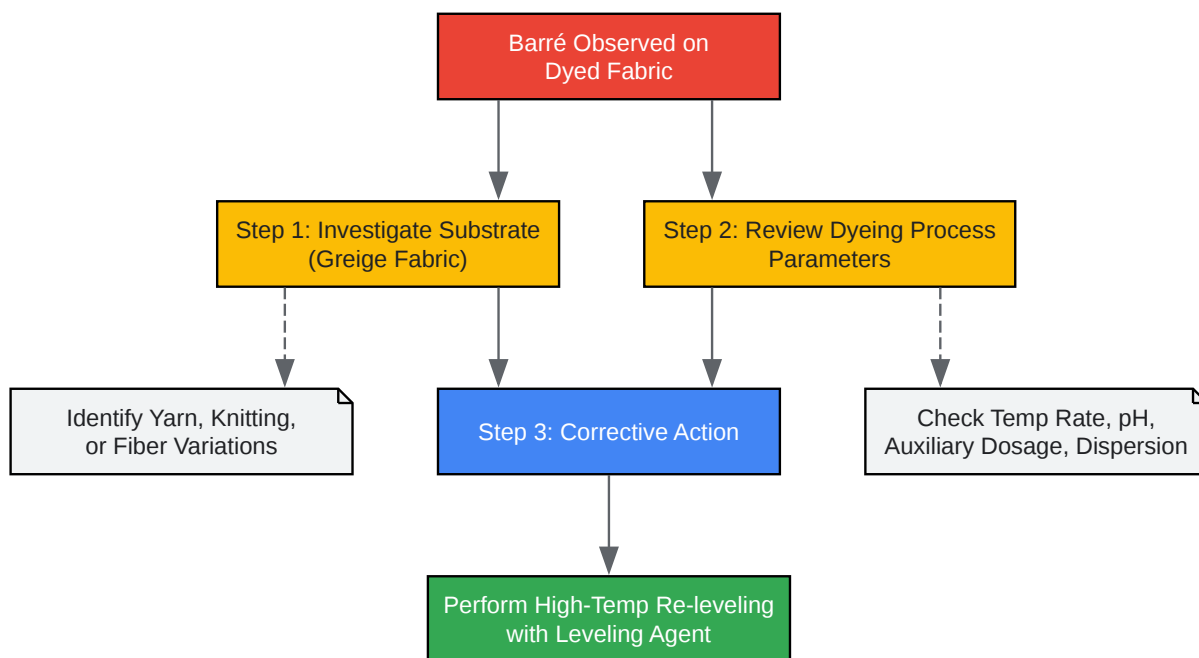 Barré Observed on
Dyed Fabric
Step 1: Investigate Substrate
(Greige Fabric)
Step 2: Review Dyeing Process
Parameters
Identify Yarn, Knitting,
or Fiber Variations
Step 3: Corrective Action
Check Temp Rate, pH,
Auxiliary Dosage, Dispersion
Perform High-Temp Re-leveling
with Leveling Agent